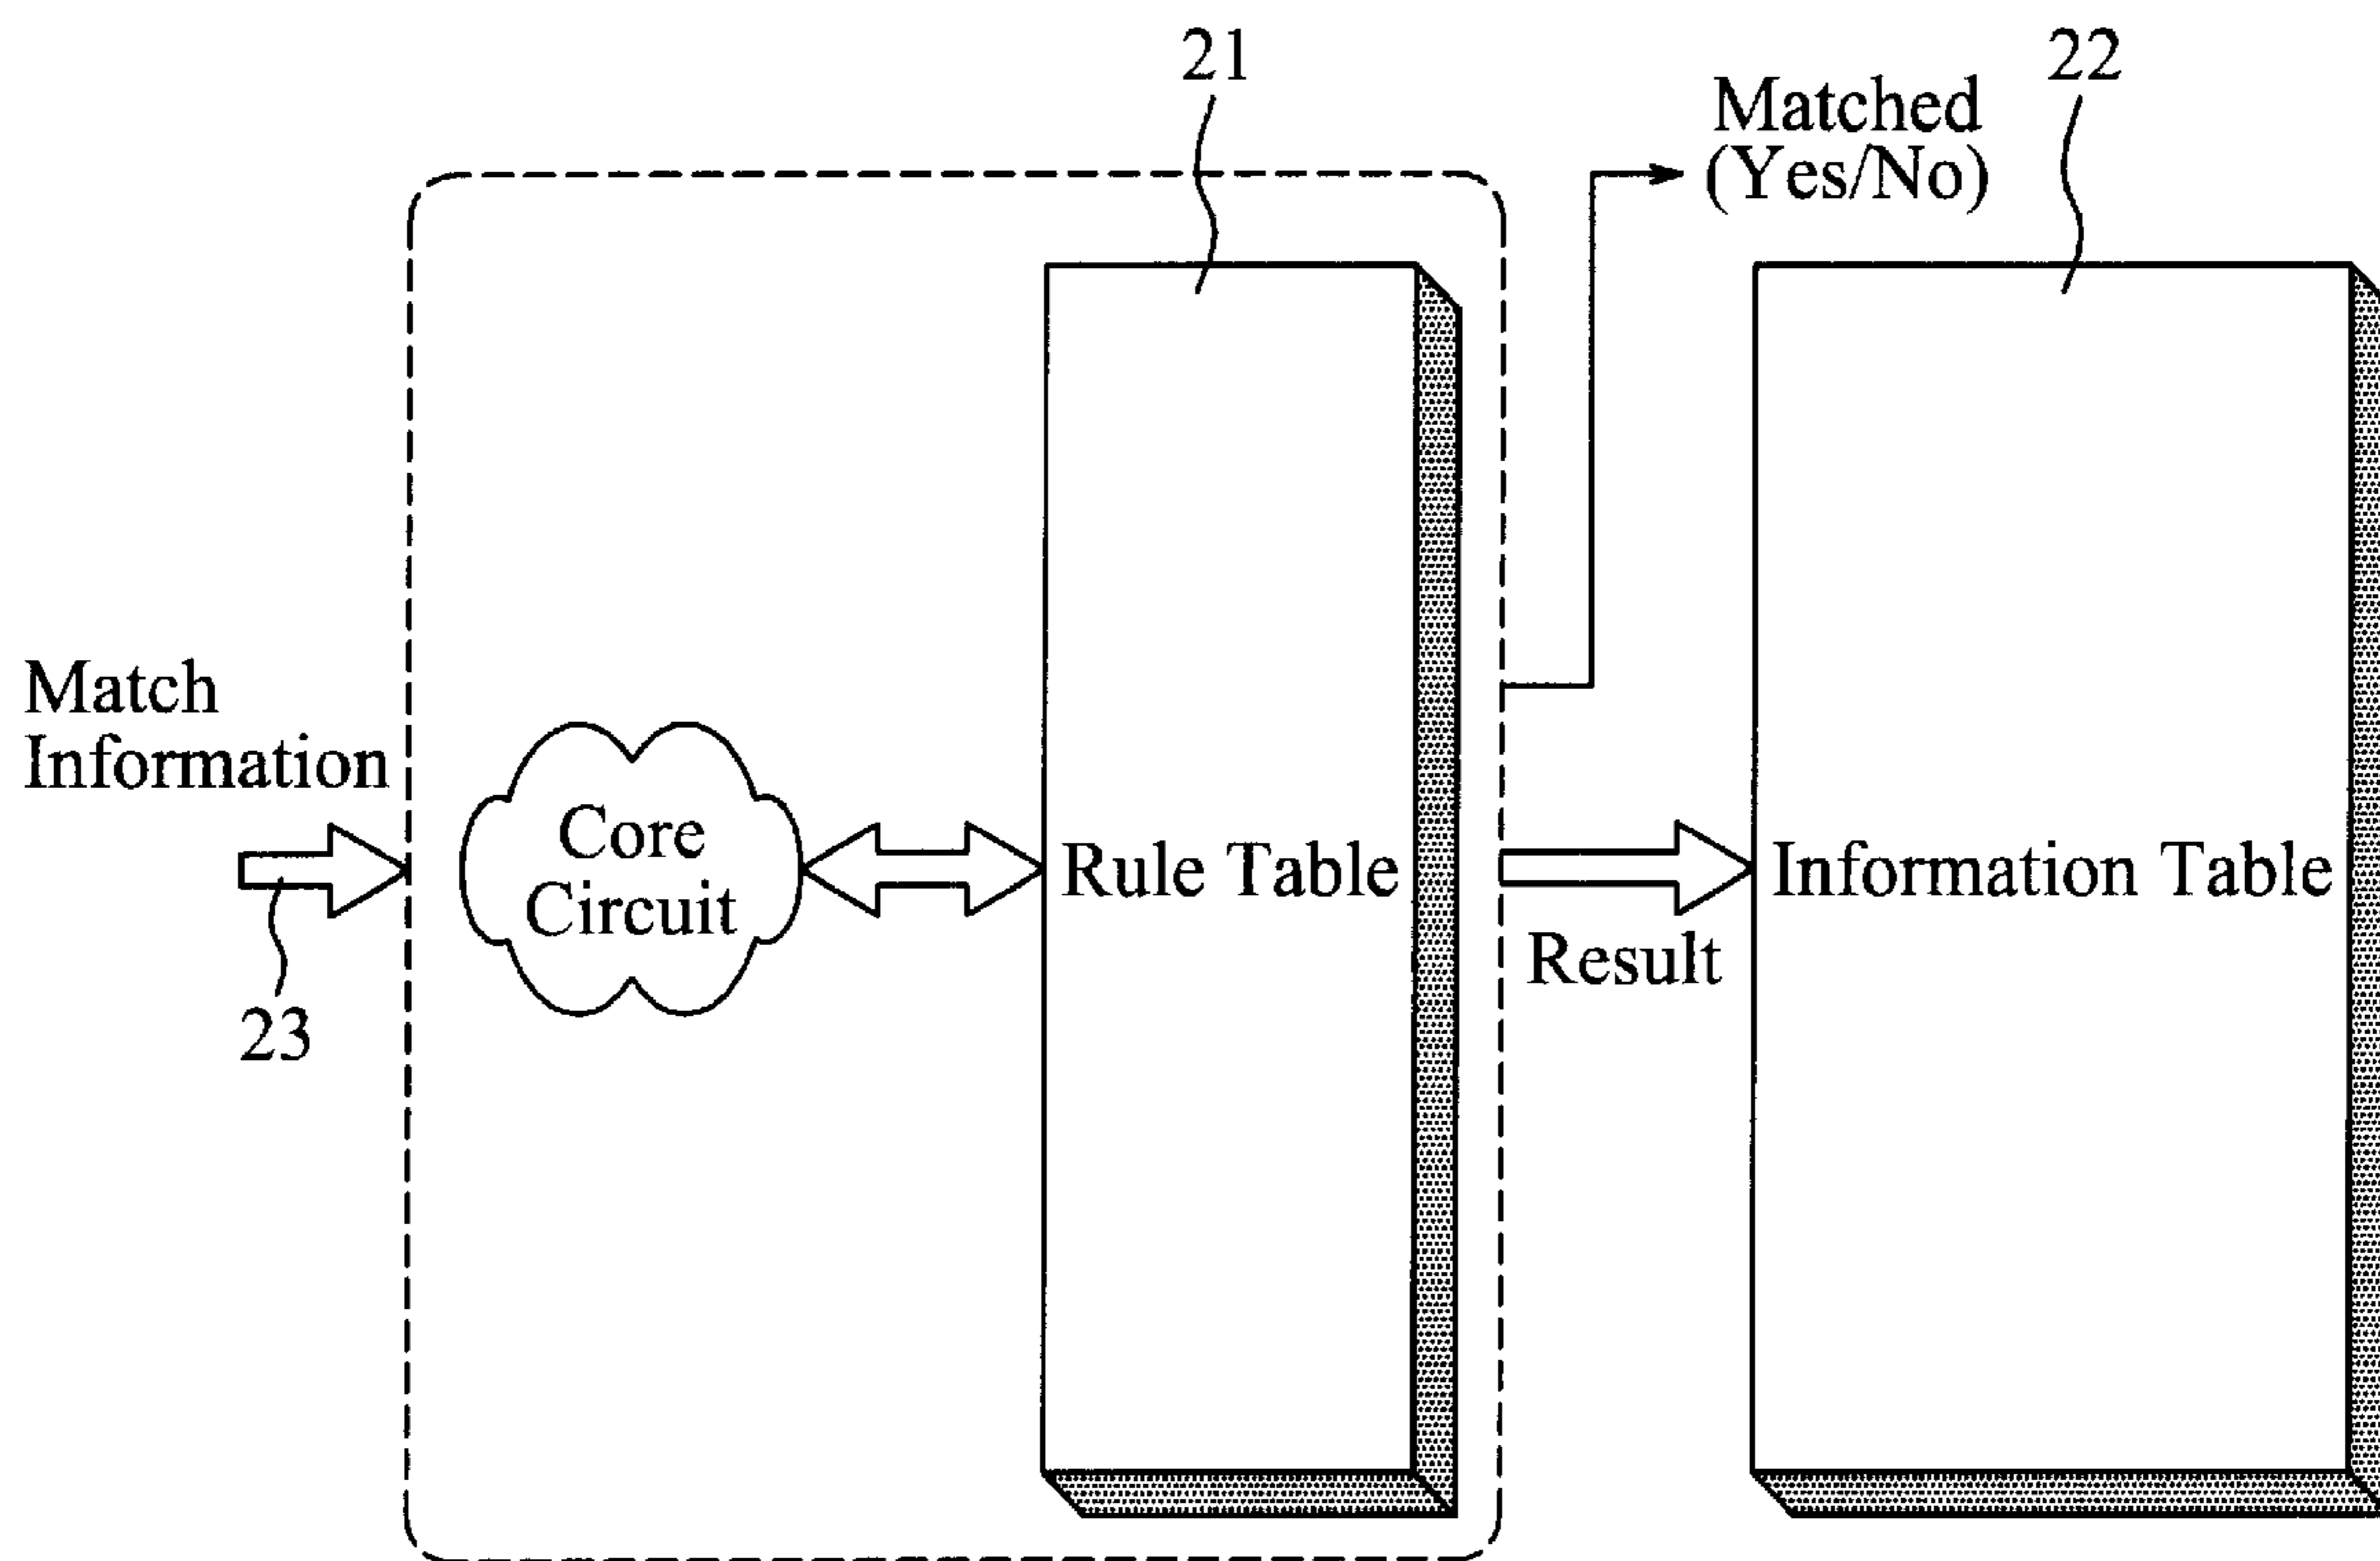 21
22
Matched
(Yes/No)
Match
Information
Core
Circuit
Rule Table
Information Table
Result
23